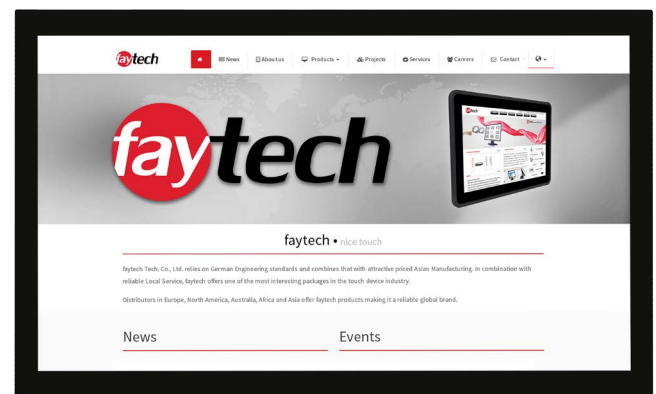 faytech
News
About us
Products
Projects
Services
Careers
Contact
faytech
faytech • nice touch
faytech Tech. Co., Ltd. relies on German Engineering standards and combines that with attractive priced Asian Manufacturing. In combination with
reliable Local Service, faytech offers one of the most interesting packages in the touch device industry.
Distributors in Europe, North America, Australia, Africa and Asia offer faytech products making it a reliable global brand.
News
Events